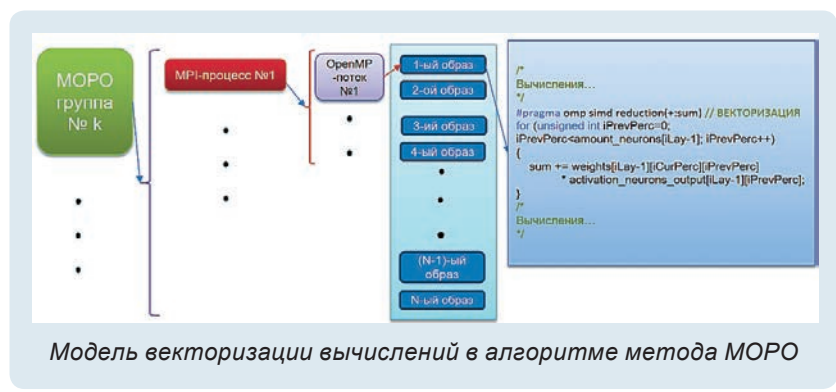 МОРО
группа
№ k
MPI-процесс №1
OpenMP
-поток
№1
1-ый образ
2-ой образ
3-ий образ
4-ый образ
(N-1)-ый
образ
N-ый образ
/*
Вычисления...
*/
#pragma omp simd reduction(+:sum) // ВЕКТОРИЗАЦИЯ
for (unsigned int iPrevPerc=0;
iPrevPerc<amount_neurons[iLay-1]; iPrevPerc++)
{
sum += weights[iLay-1][iCurPerc][iPrevPerc]
* activation_neurons_output[iLay-1][iPrevPerc];
}
/*
Вычисления...
*/
Модель векторизации вычислений в алгоритме метода МОРО